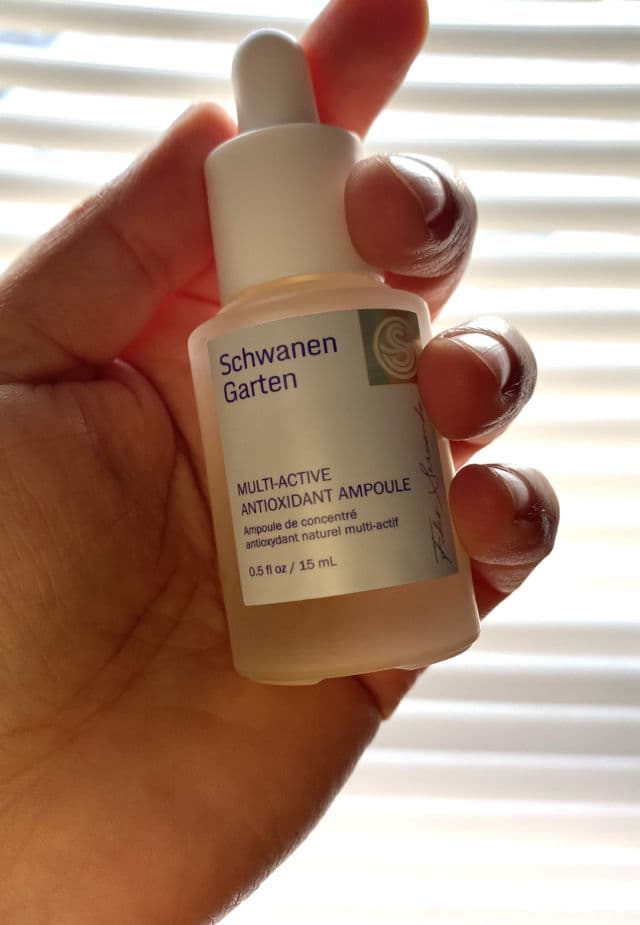 Schwanen
Garten
MULTI-ACTIVE
ANTIOXIDANT AMPOULE
Ampoule de concentré
antioxydant naturel multi-actif
0.5 fl oz / 15 mL